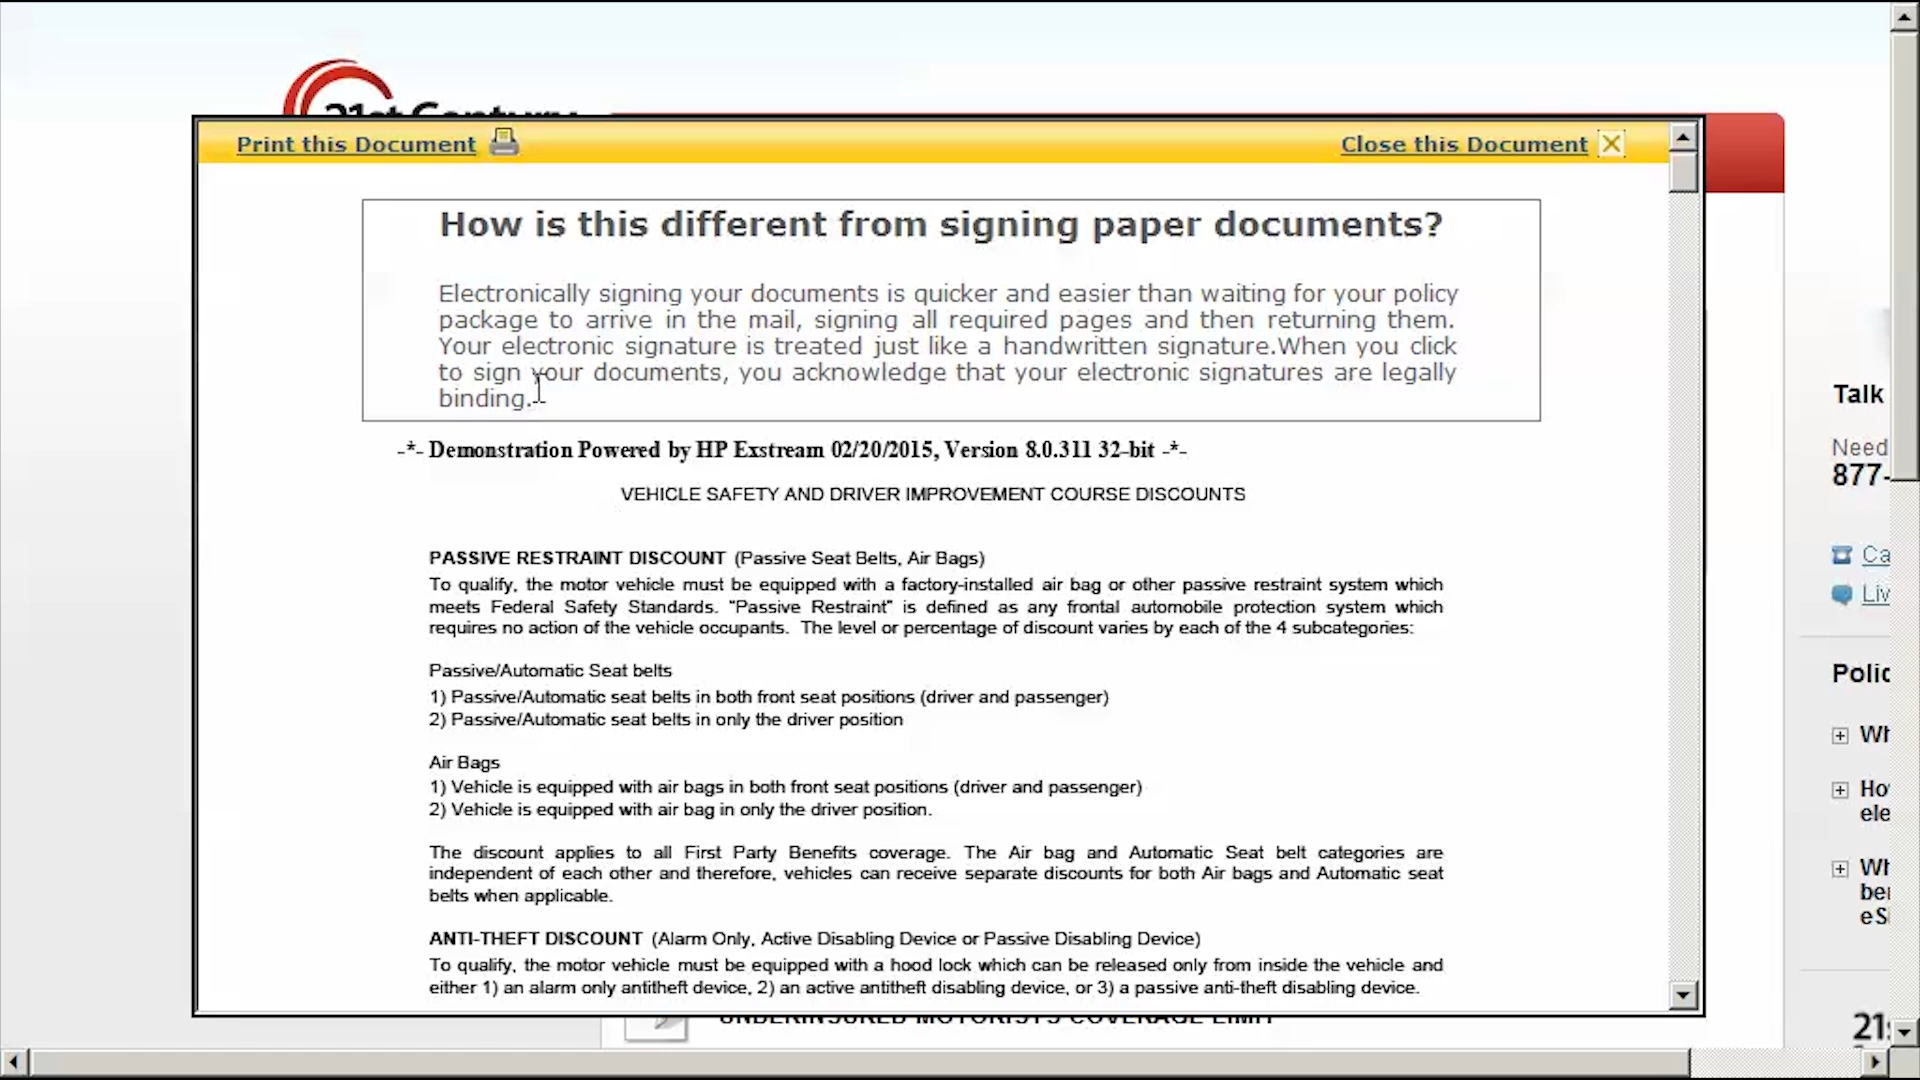 21st Century
Print this Document
Close this Document
How is this different from signing paper documents?
Electronically signing your documents is quicker and easier than waiting for your policy
package to arrive in the mail, signing all required pages and then returning them.
Your electronic signature is treated just like a handwritten signature.When you click
to sign your documents, you acknowledge that your electronic signatures are legally
binding.
-*- Demonstration Powered by HP Exstream 02/20/2015, Version 8.0.311 32-bit -*-
VEHICLE SAFETY AND DRIVER IMPROVEMENT COURSE DISCOUNTS
PASSIVE RESTRAINT DISCOUNT (Passive Seat Belts, Air Bags)
To qualify, the motor vehicle must be equipped with a factory-installed air bag or other passive restraint system which
meets Federal Safety Standards. "Passive Restraint" is defined as any frontal automobile protection system which
requires no action of the vehicle occupants. The level or percentage of discount varies by each of the 4 subcategories:
Passive/Automatic Seat belts
1) Passive/Automatic seat belts in both front seat positions (driver and passenger)
2) Passive/Automatic seat belts in only the driver position
Air Bags
1) Vehicle is equipped with air bags in both front seat positions (driver and passenger)
2) Vehicle is equipped with air bag in only the driver position.
The discount applies to all First Party Benefits coverage. The Air bag and Automatic Seat belt categories are
independent of each other and therefore, vehicles can receive separate discounts for both Air bags and Automatic seat
belts when applicable.
ANTI-THEFT DISCOUNT (Alarm Only, Active Disabling Device or Passive Disabling Device)
To qualify, the motor vehicle must be equipped with a hood lock which can be released only from inside the vehicle and
either 1) an alarm only antitheft device, 2) an active antitheft disabling device, or 3) a passive anti-theft disabling device.
UNDERINSURED MOTORISTS COVERAGE LIMIT
Talk
Need
877-
Ca
Liv
Polic
Wh
Ho
ele
Wh
be
eSi
21